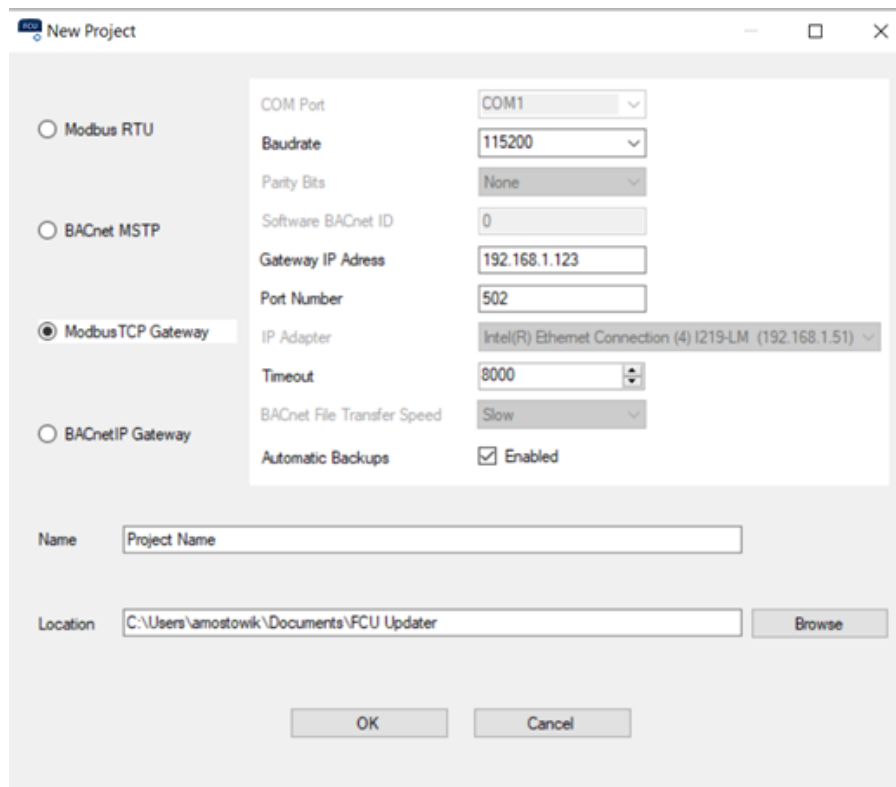 FCU New Project
Modbus RTU
BACnet MSTP
ModbusTCP Gateway
BACnetIP Gateway
COM Port COM1
Baudrate 115200
Parity Bits None
Software BACnet ID 0
Gateway IP Adress 192.168.1.123
Port Number 502
IP Adapter Intel(R) Ethernet Connection (4) I219-LM (192.168.1.51)
Timeout 8000
BACnet File Transfer Speed Slow
Automatic Backups Enabled
Name Project Name
Location C:\Users\amostowik\Documents\FCU Updater Browse
OK Cancel